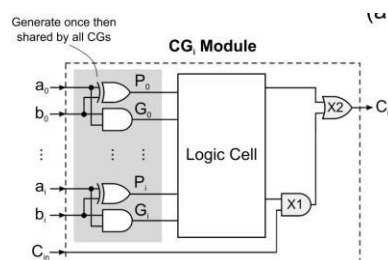 (a
Generate once then
shared by all CGs
CGi Module
a0
P0
b0
G0
X2
Logic Cell
ai
Pi
X1
bi
Gi
Cin